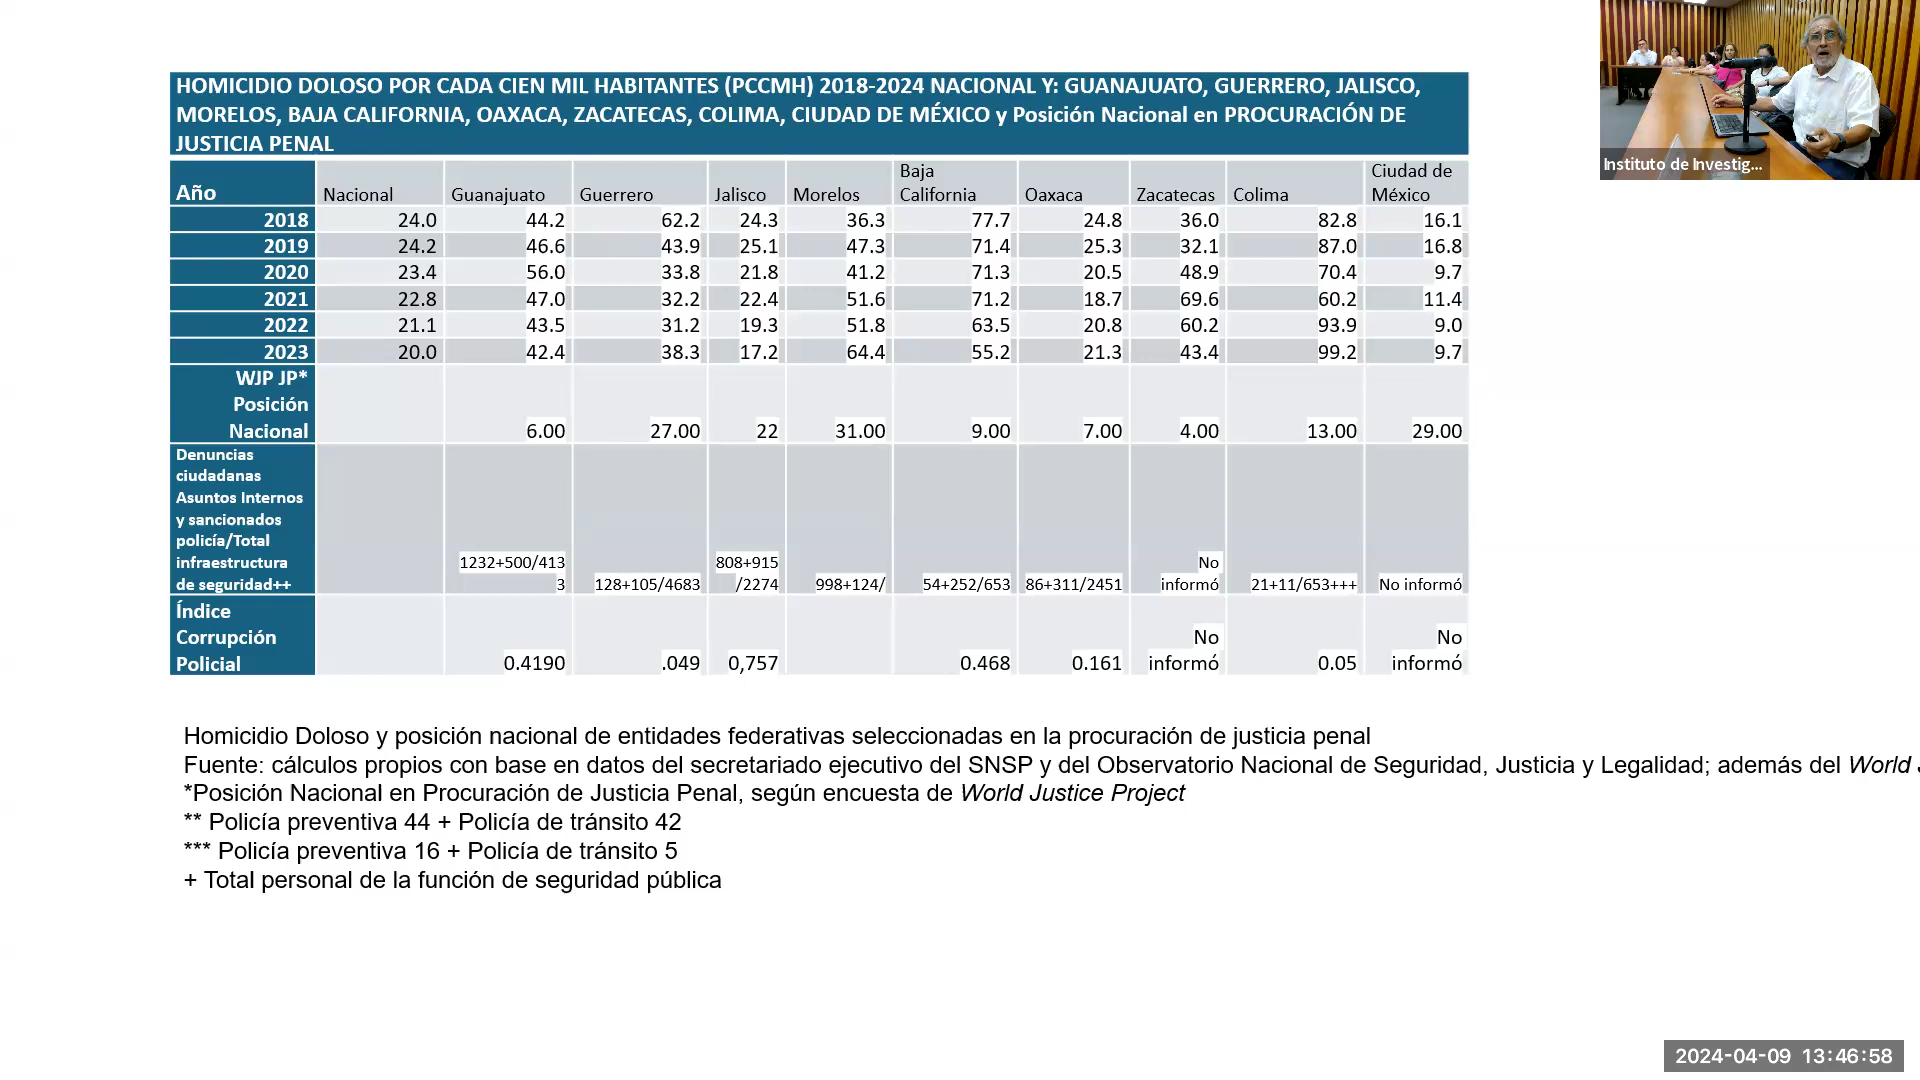 HOMICIDIO DOLOSO POR CADA CIEN MIL HABITANTES (PCCMH) 2018-2024 NACIONAL Y: GUANAJUATO, GUERRERO, JALISCO,
MORELOS, BAJA CALIFORNIA, OAXACA, ZACATECAS, COLIMA, CIUDAD DE MÉXICO y Posición Nacional en PROCURACIÓN DE
JUSTICIA PENAL
Año Nacional Guanajuato Guerrero Jalisco Morelos Baja California Oaxaca Zacatecas Colima Ciudad de México
2018 24.0 44.2 62.2 24.3 36.3 77.7 24.8 36.0 82.8 16.1
2019 24.2 46.6 43.9 25.1 47.3 71.4 25.3 32.1 87.0 16.8
2020 23.4 56.0 33.8 21.8 41.2 71.3 20.5 48.9 70.4 9.7
2021 22.8 47.0 32.2 22.4 51.6 71.2 18.7 69.6 60.2 11.4
2022 21.1 43.5 31.2 19.3 51.8 63.5 20.8 60.2 93.9 9.0
2023 20.0 42.4 38.3 17.2 64.4 55.2 21.3 43.4 99.2 9.7
WJP JP*
Posición
Nacional 6.00 27.00 22 31.00 9.00 7.00 4.00 13.00 29.00
Denuncias
ciudadanas
Asuntos Internos
y sancionados
policía/Total
infraestructura 1232+500/413 808+915 No
de seguridad++ 3 128+105/4683 /2274 998+124/ 54+252/653 86+311/2451 informó 21+11/653+++ No informó
Índice
Corrupción No No
Policial 0.4190 .049 0,757 0.468 0.161 informó 0.05 informó
Homicidio Doloso y posición nacional de entidades federativas seleccionadas en la procuración de justicia penal
Fuente: cálculos propios con base en datos del secretariado ejecutivo del SNSP y del Observatorio Nacional de Seguridad, Justicia y Legalidad; además del World J
*Posición Nacional en Procuración de Justicia Penal, según encuesta de World Justice Project
** Policía preventiva 44 + Policía de tránsito 42
*** Policía preventiva 16 + Policía de tránsito 5
+ Total personal de la función de seguridad pública
Instituto de Investig...
2024-04-09 13:46:58